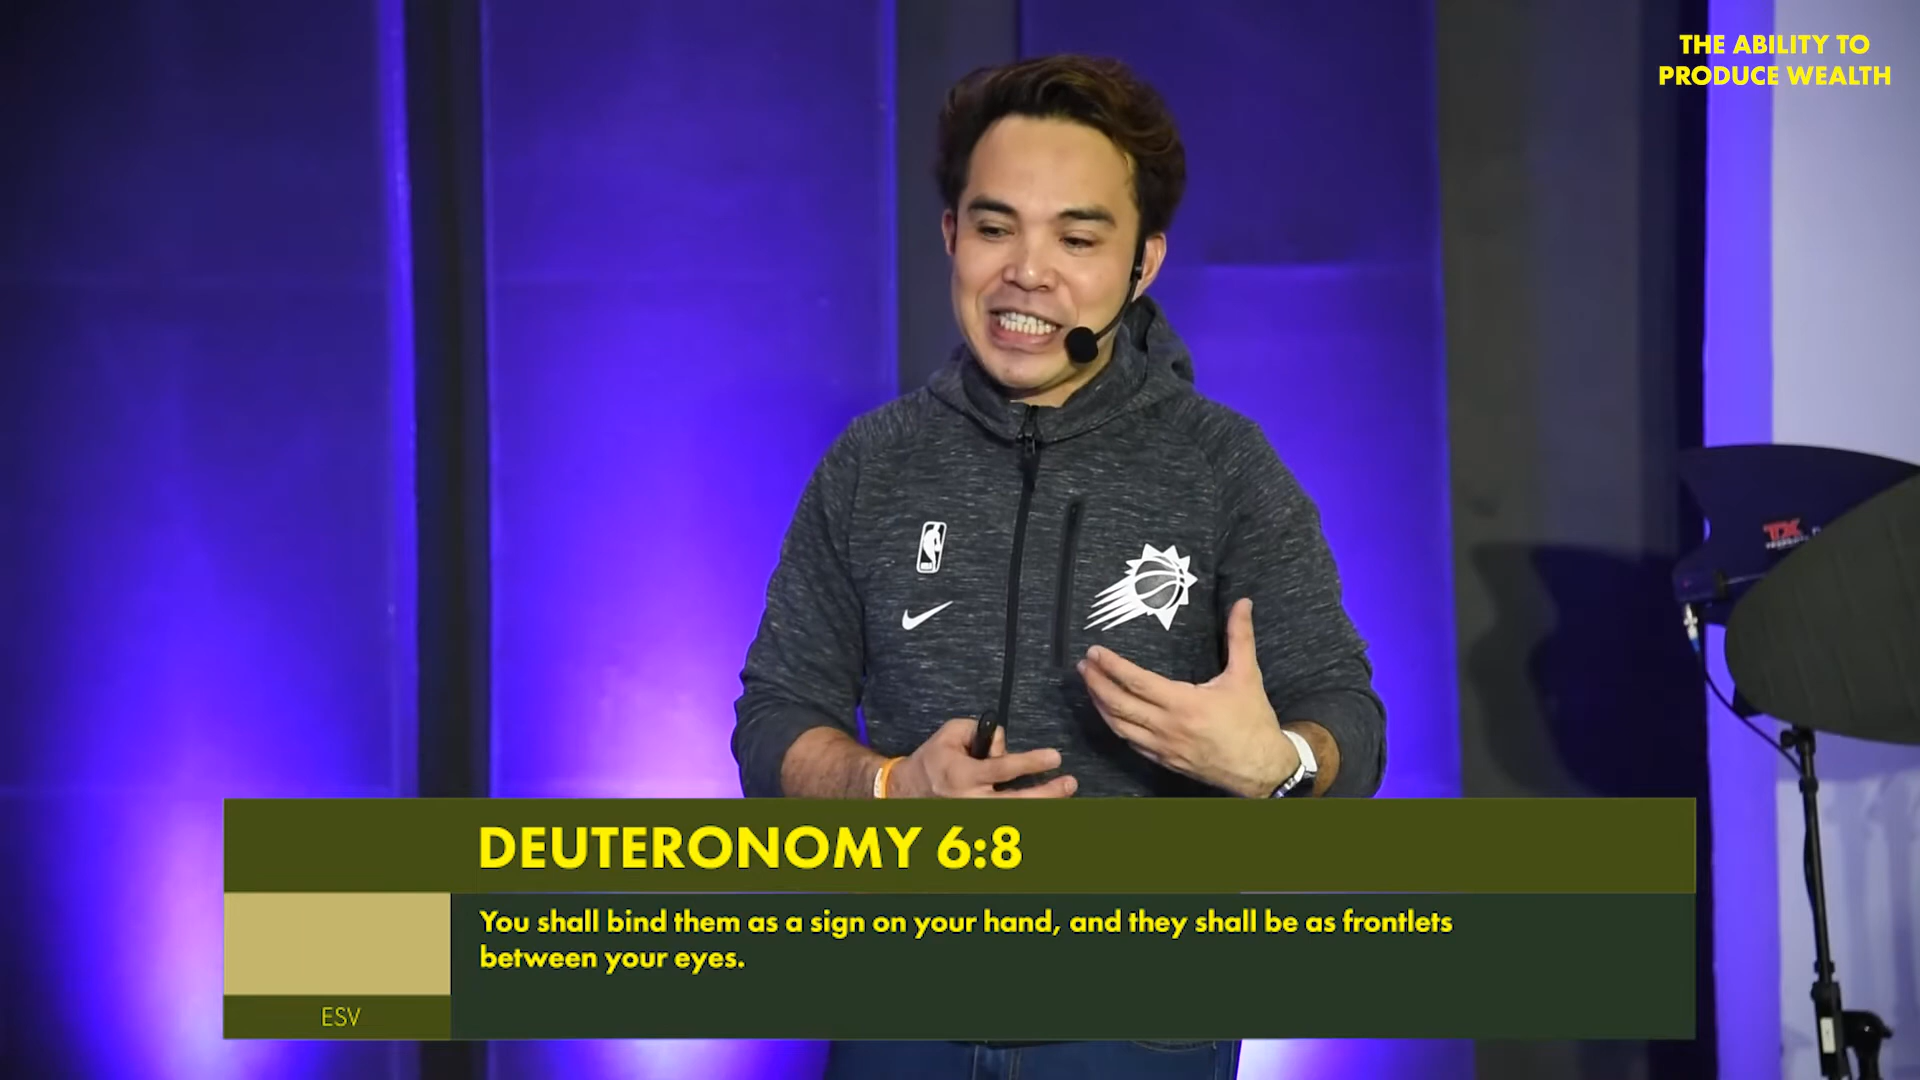 THE ABILITY TO
PRODUCE WEALTH
TX
DEUTERONOMY 6:8
You shall bind them as a sign on your hand, and they shall be as frontlets
between your eyes.
ESV